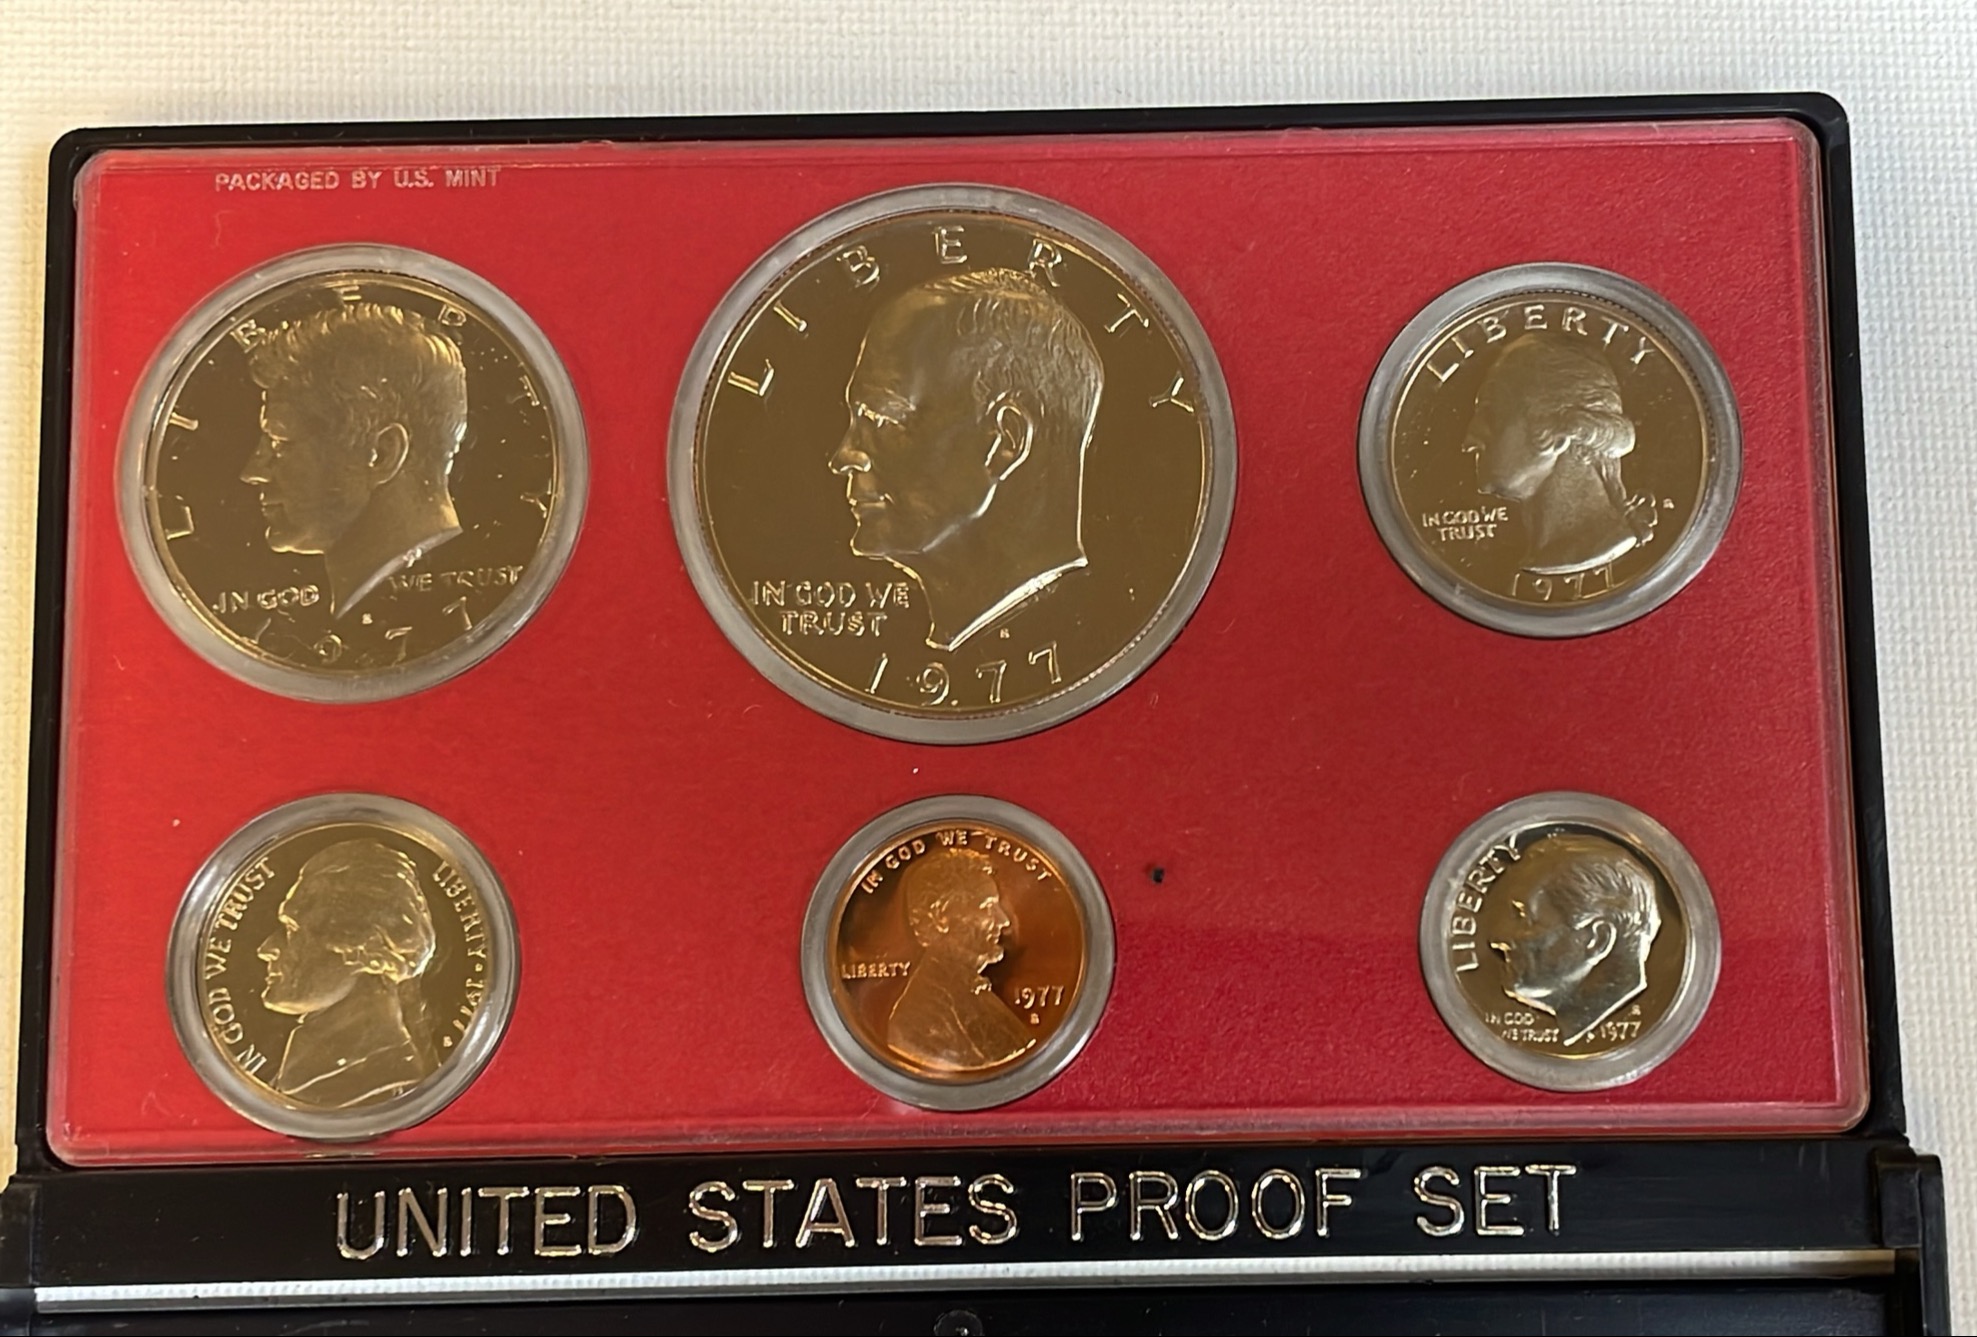 PACKAGED BY U.S. MINT
LIBERTY
IN GOD WE TRUST
S
1977
LIBERTY
IN GOD WE
TRUST
S
1977
LIBERTY
IN GOD WE
TRUST
S
1977
IN GOD WE TRUST
LIBERTY • 1977
S
IN GOD WE TRUST
LIBERTY
1977
S
LIBERTY
IN GOD
WE TRUST
S
1977
UNITED STATES PROOF SET